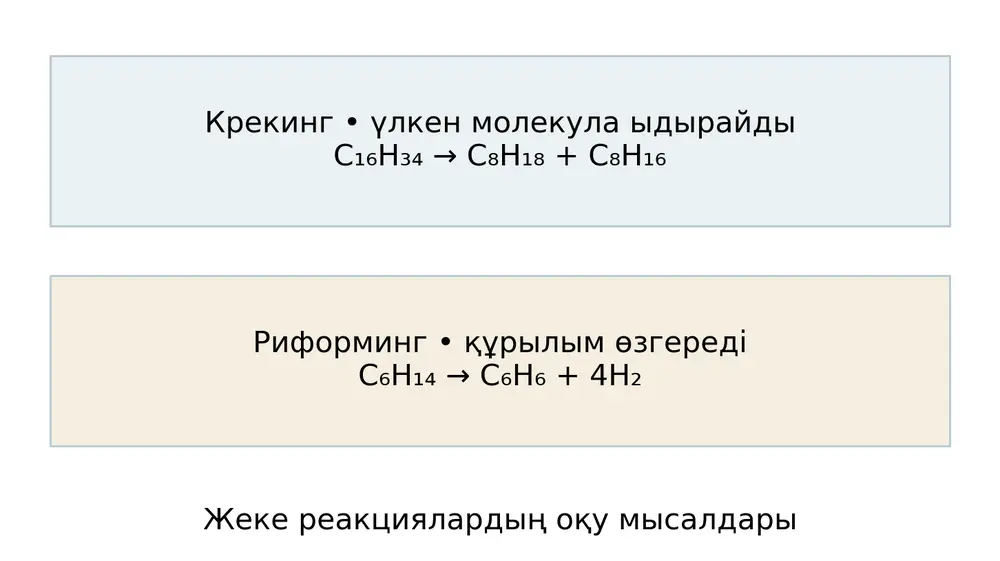 Крекинг • үлкен молекула ыдырайды
C₁₆H₃₄ → C₈H₁₈ + C₈H₁₆
Риформинг • құрылым өзгереді
C₆H₁₄ → C₆H₆ + 4H₂
Жеке реакциялардың оқу мысалдары